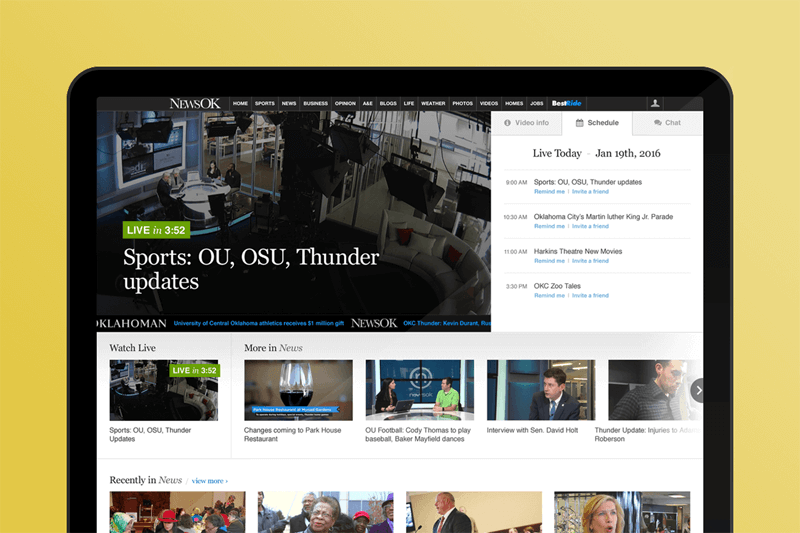 NEWSOK HOME SPORTS NEWS BUSINESS OPINION A&E BLOGS LIFE WEATHER PHOTOS VIDEOS HOMES JOBS BestRide
Video info Schedule Chat
Live Today - Jan 19th, 2016
9:00 AM Sports: OU, OSU, Thunder updates
Remind me | Invite a friend
10:30 AM Oklahoma City's Martin luther King Jr. Parade
Remind me | Invite a friend
11:00 AM Harkins Theatre New Movies
Remind me | Invite a friend
3:30 PM OKC Zoo Tales
Remind me | Invite a friend
LIVE in 3:52
Sports: OU, OSU, Thunder
updates
OKLAHOMAN University of Central Oklahoma athletics receives $1 million gift NEWSOK OKC Thunder: Kevin Durant, Rus
Watch Live
LIVE in 3:52
Sports: OU, OSU, Thunder
Updates
More in News
Park House Restaurant at Myriad Gardens
newsok
Changes coming to Park House
Restaurant
OU Football: Cody Thomas to play
baseball, Baker Mayfield dances
Interview with Sen. David Holt
Thunder Update: Injuries to
Roberson
Recently in News / view more ›